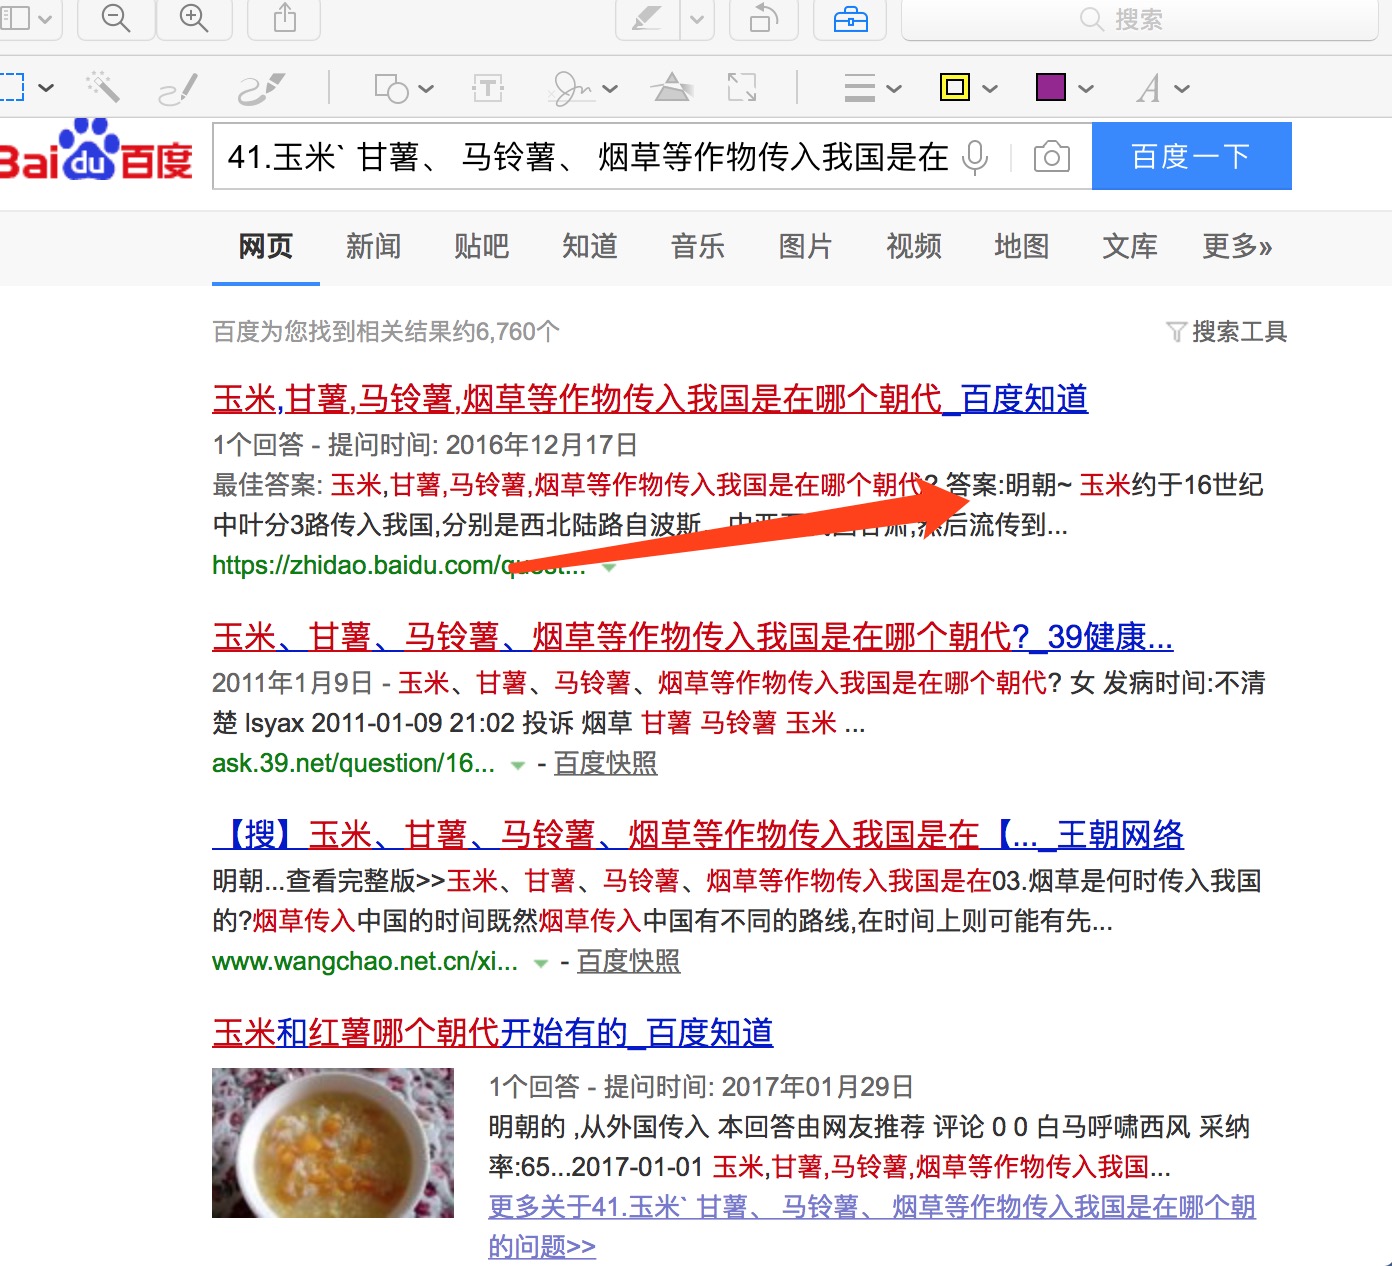 搜索
T
A
Bai du 百度
41.玉米` 甘薯、 马铃薯、 烟草等作物传入我国是在
百度一下
网页 新闻 贴吧 知道 音乐 图片 视频 地图 文库 更多»
百度为您找到相关结果约6,760个
搜索工具
玉米,甘薯,马铃薯,烟草等作物传入我国是在哪个朝代_百度知道
1个回答 - 提问时间: 2016年12月17日
最佳答案: 玉米,甘薯,马铃薯,烟草等作物传入我国是在哪个朝代? 答案:明朝~ 玉米约于16世纪
中叶分3路传入我国,分别是西北陆路自波斯、后流传到...
https://zhidao.baidu.com/quest...
玉米、甘薯、马铃薯、烟草等作物传入我国是在哪个朝代?_39健康...
2011年1月9日 - 玉米、甘薯、马铃薯、烟草等作物传入我国是在哪个朝代? 女 发病时间:不清
楚 lsyax 2011-01-09 21:02 投诉 烟草 甘薯 马铃薯 玉米 ...
ask.39.net/question/16... - 百度快照
【搜】玉米、甘薯、马铃薯、烟草等作物传入我国是在【..._王朝网络
明朝...查看完整版>>玉米、甘薯、马铃薯、烟草等作物传入我国是在03.烟草是何时传入我国
的?烟草传入中国的时间既然烟草传入中国有不同的路线,在时间上则可能有先...
www.wangchao.net.cn/xi... - 百度快照
玉米和红薯哪个朝代开始有的_百度知道
1个回答 - 提问时间: 2017年01月29日
明朝的 ,从外国传入 本回答由网友推荐 评论 0 0 白马呼啸西风 采纳
率:65...2017-01-01 玉米,甘薯,马铃薯,烟草等作物传入我国...
更多关于41.玉米` 甘薯、 马铃薯、 烟草等作物传入我国是在哪个朝
的问题>>